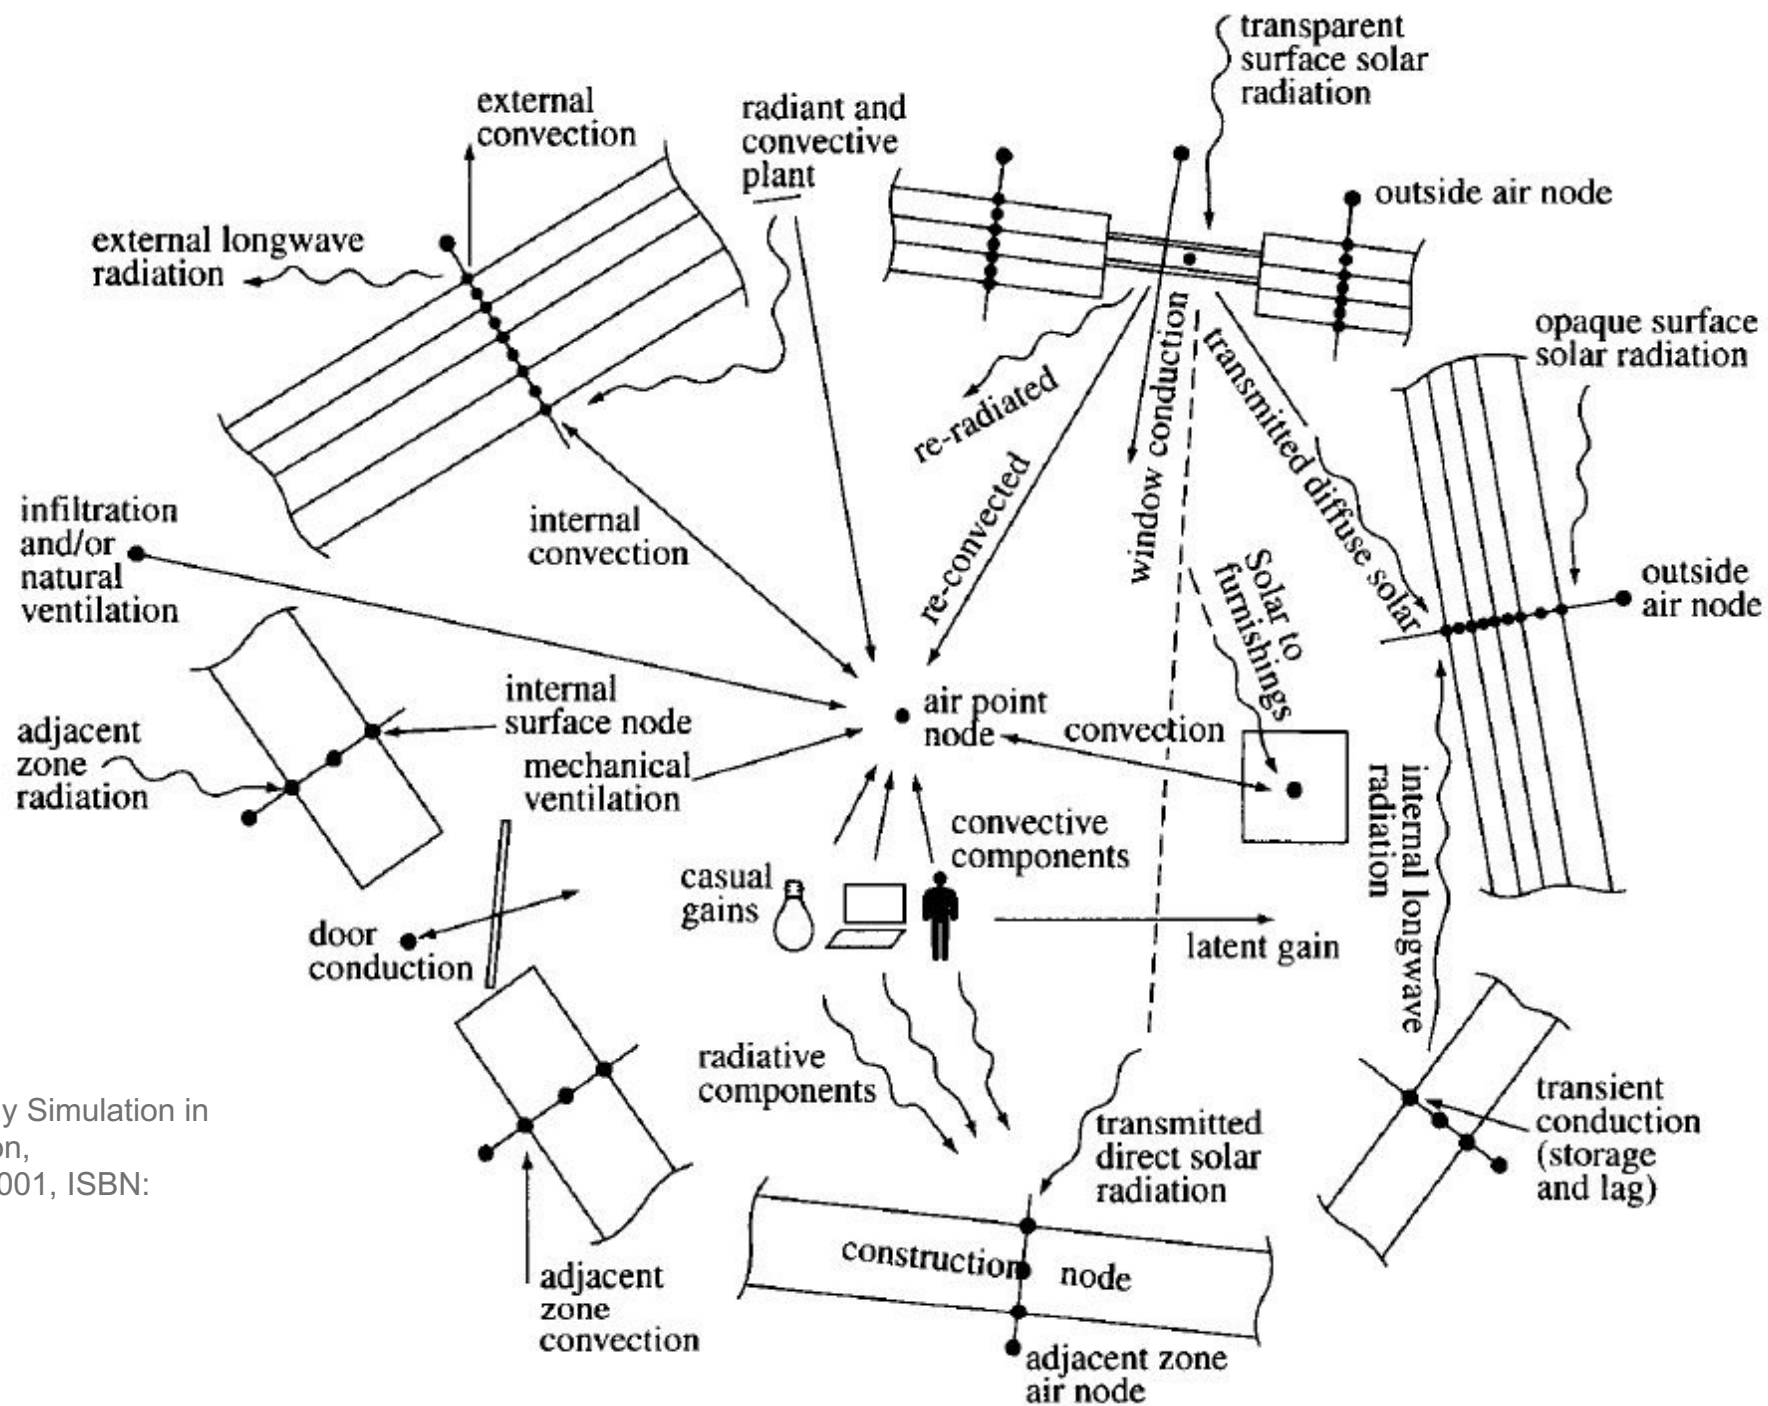 transparent
surface solar
radiation
external
convection
radiant and
convective
plant
outside air node
external longwave
radiation
opaque surface
solar radiation
re-radiated
re-convected
window conduction
transmitted diffuse solar
infiltration
and/or
natural
ventilation
internal
convection
Solar to
furnishings
outside
air node
internal
surface node
air point
node
convection
adjacent
zone
radiation
mechanical
ventilation
internal longwave
radiation
convective
components
casual
gains
door
conduction
latent gain
radiative
components
transmitted
direct solar
radiation
transient
conduction
(storage
and lag)
y Simulation in
on,
001, ISBN:
construction node
adjacent
zone
convection
adjacent zone
air node